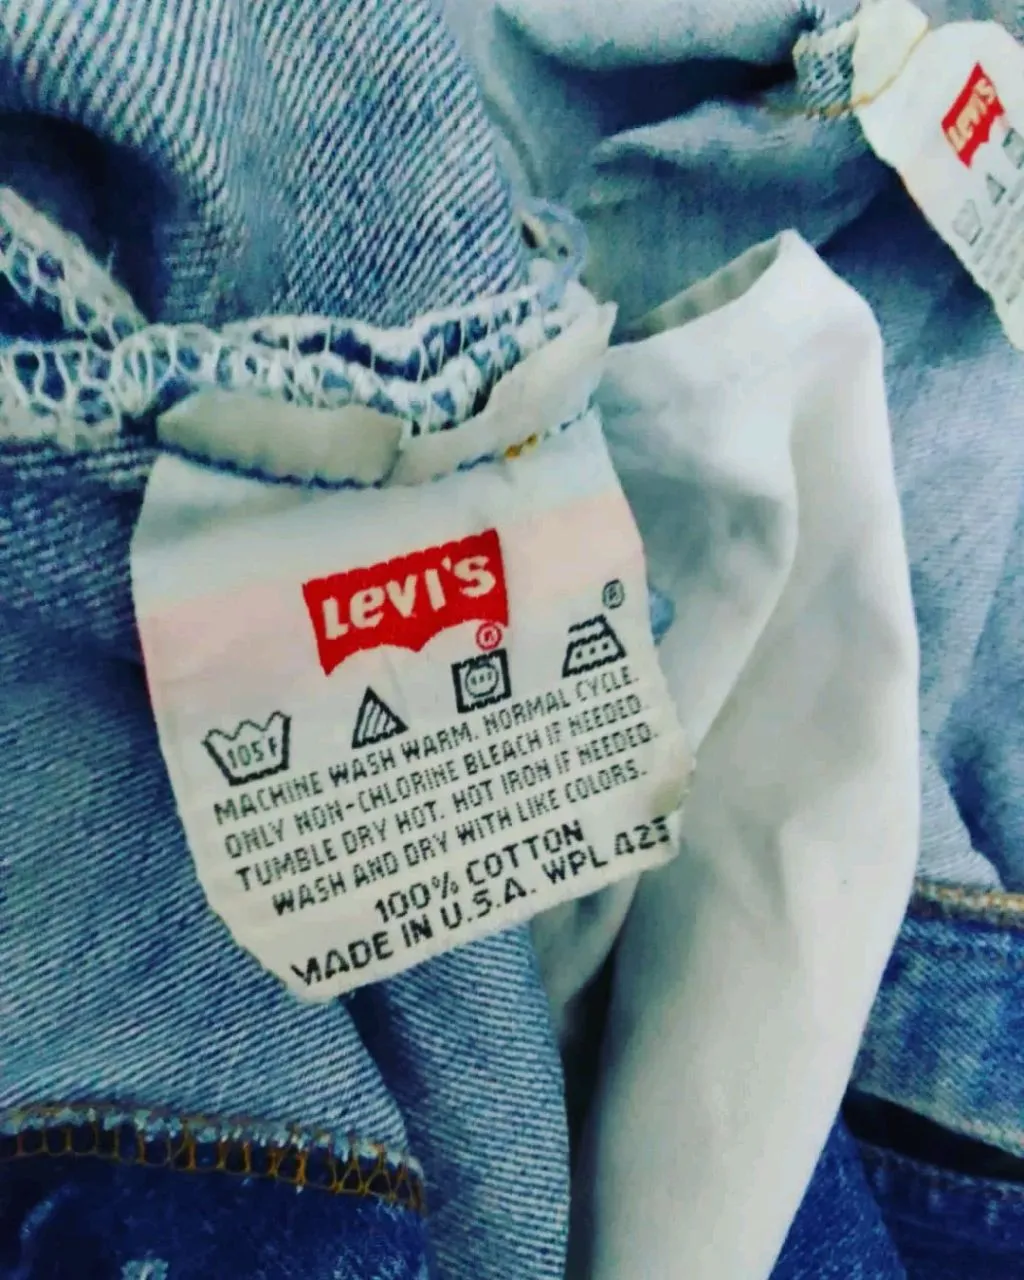 Levi's
Levi's
®
®
105 F
MACHINE WASH WARM. NORMAL CYCLE.
ONLY NON-CHLORINE BLEACH IF NEEDED.
TUMBLE DRY HOT. HOT IRON IF NEEDED.
WASH AND DRY WITH LIKE COLORS.
100% COTTON
MADE IN U.S.A. WPL 423